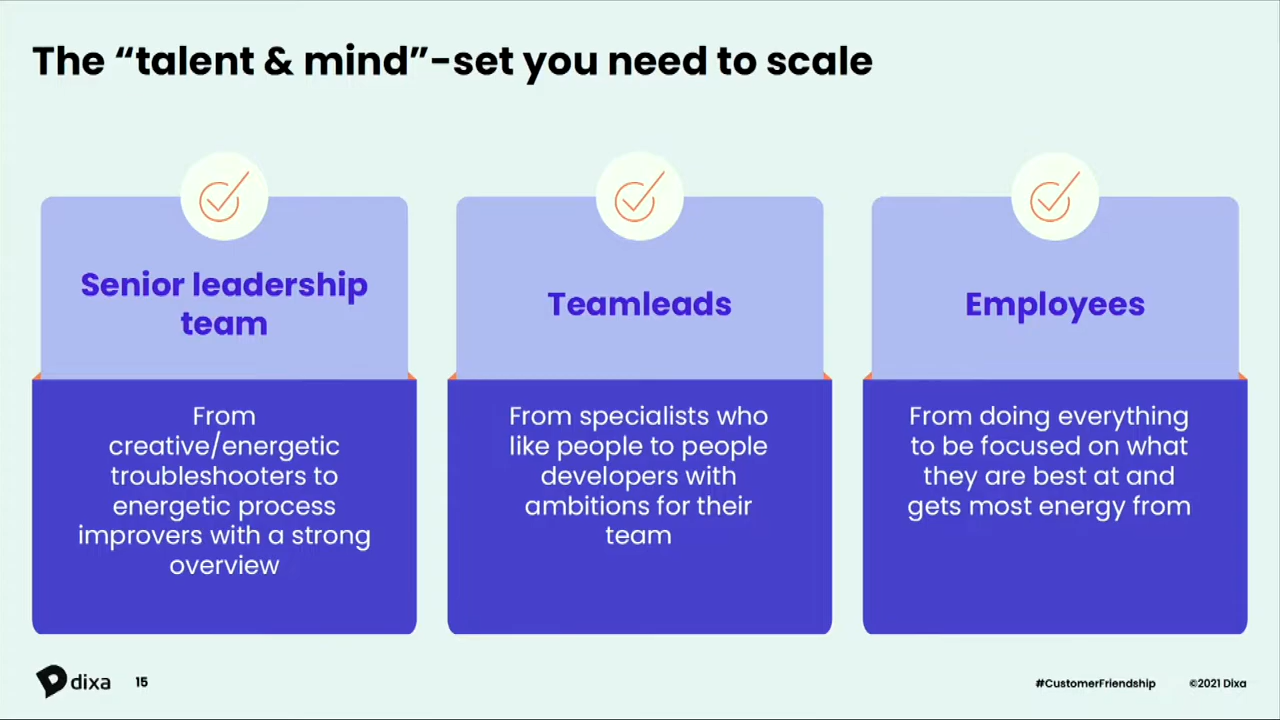 The “talent & mind”-set you need to scale
Senior leadership
team
From
creative/energetic
troubleshooters to
energetic process
improvers with a strong
overview
Teamleads
From specialists who
like people to people
developers with
ambitions for their
team
Employees
From doing everything
to be focused on what
they are best at and
gets most energy from
dixa
15
#CustomerFriendship
©2021 Dixa